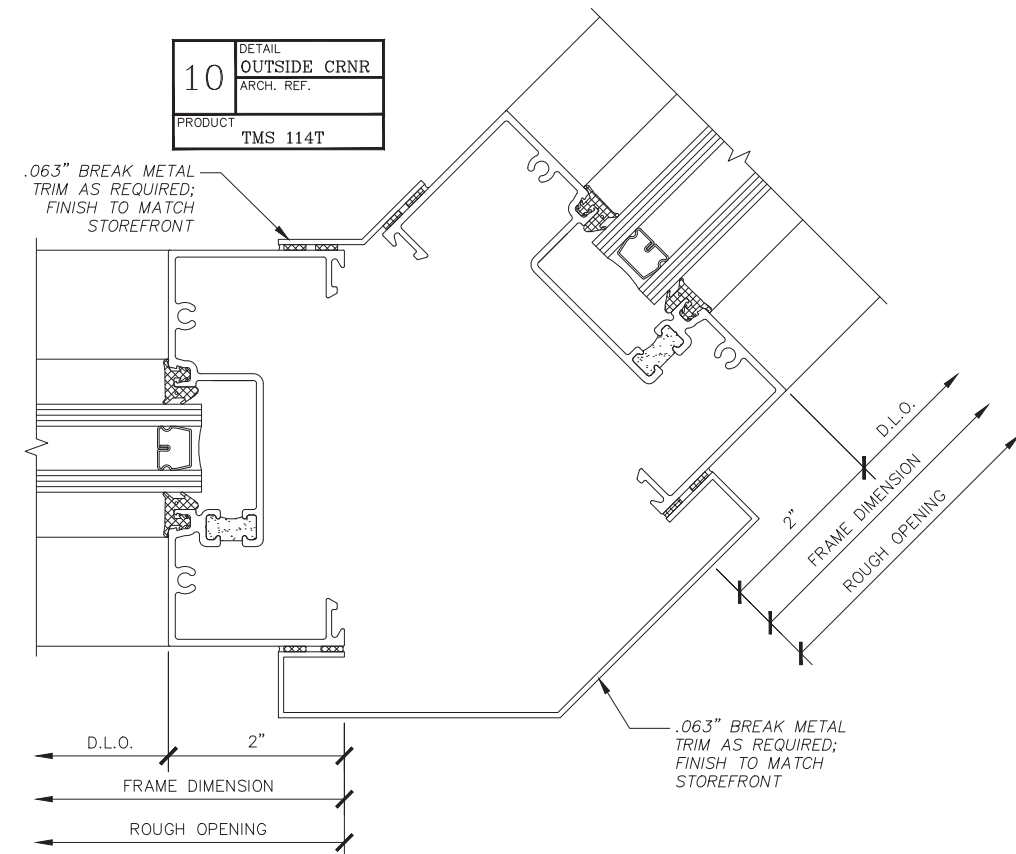 10
DETAIL
OUTSIDE CRNR
ARCH. REF.
PRODUCT
TMS 114T
.063” BREAK METAL
TRIM AS REQUIRED;
FINISH TO MATCH
STOREFRONT
D.L.O.
2”
FRAME DIMENSION
ROUGH OPENING
.063” BREAK METAL
TRIM AS REQUIRED;
FINISH TO MATCH
STOREFRONT
D.L.O.
2”
FRAME DIMENSION
ROUGH OPENING